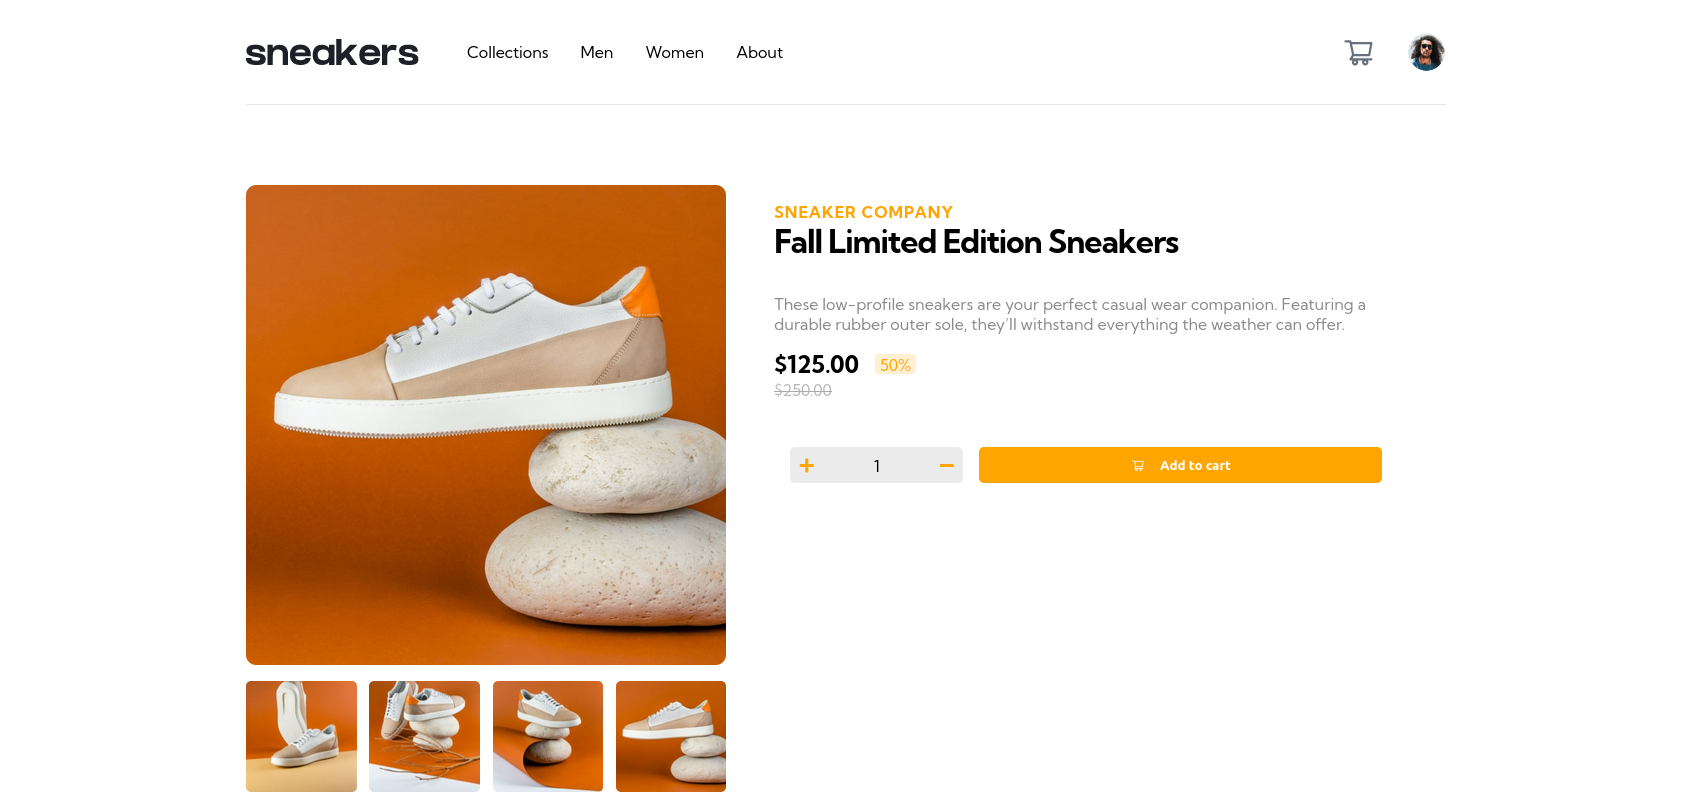 sneakers
Collections Men Women About
SNEAKER COMPANY
Fall Limited Edition Sneakers
These low-profile sneakers are your perfect casual wear companion. Featuring a
durable rubber outer sole, they’ll withstand everything the weather can offer.
$125.00 50%
$250.00
+ 1 −
Add to cart